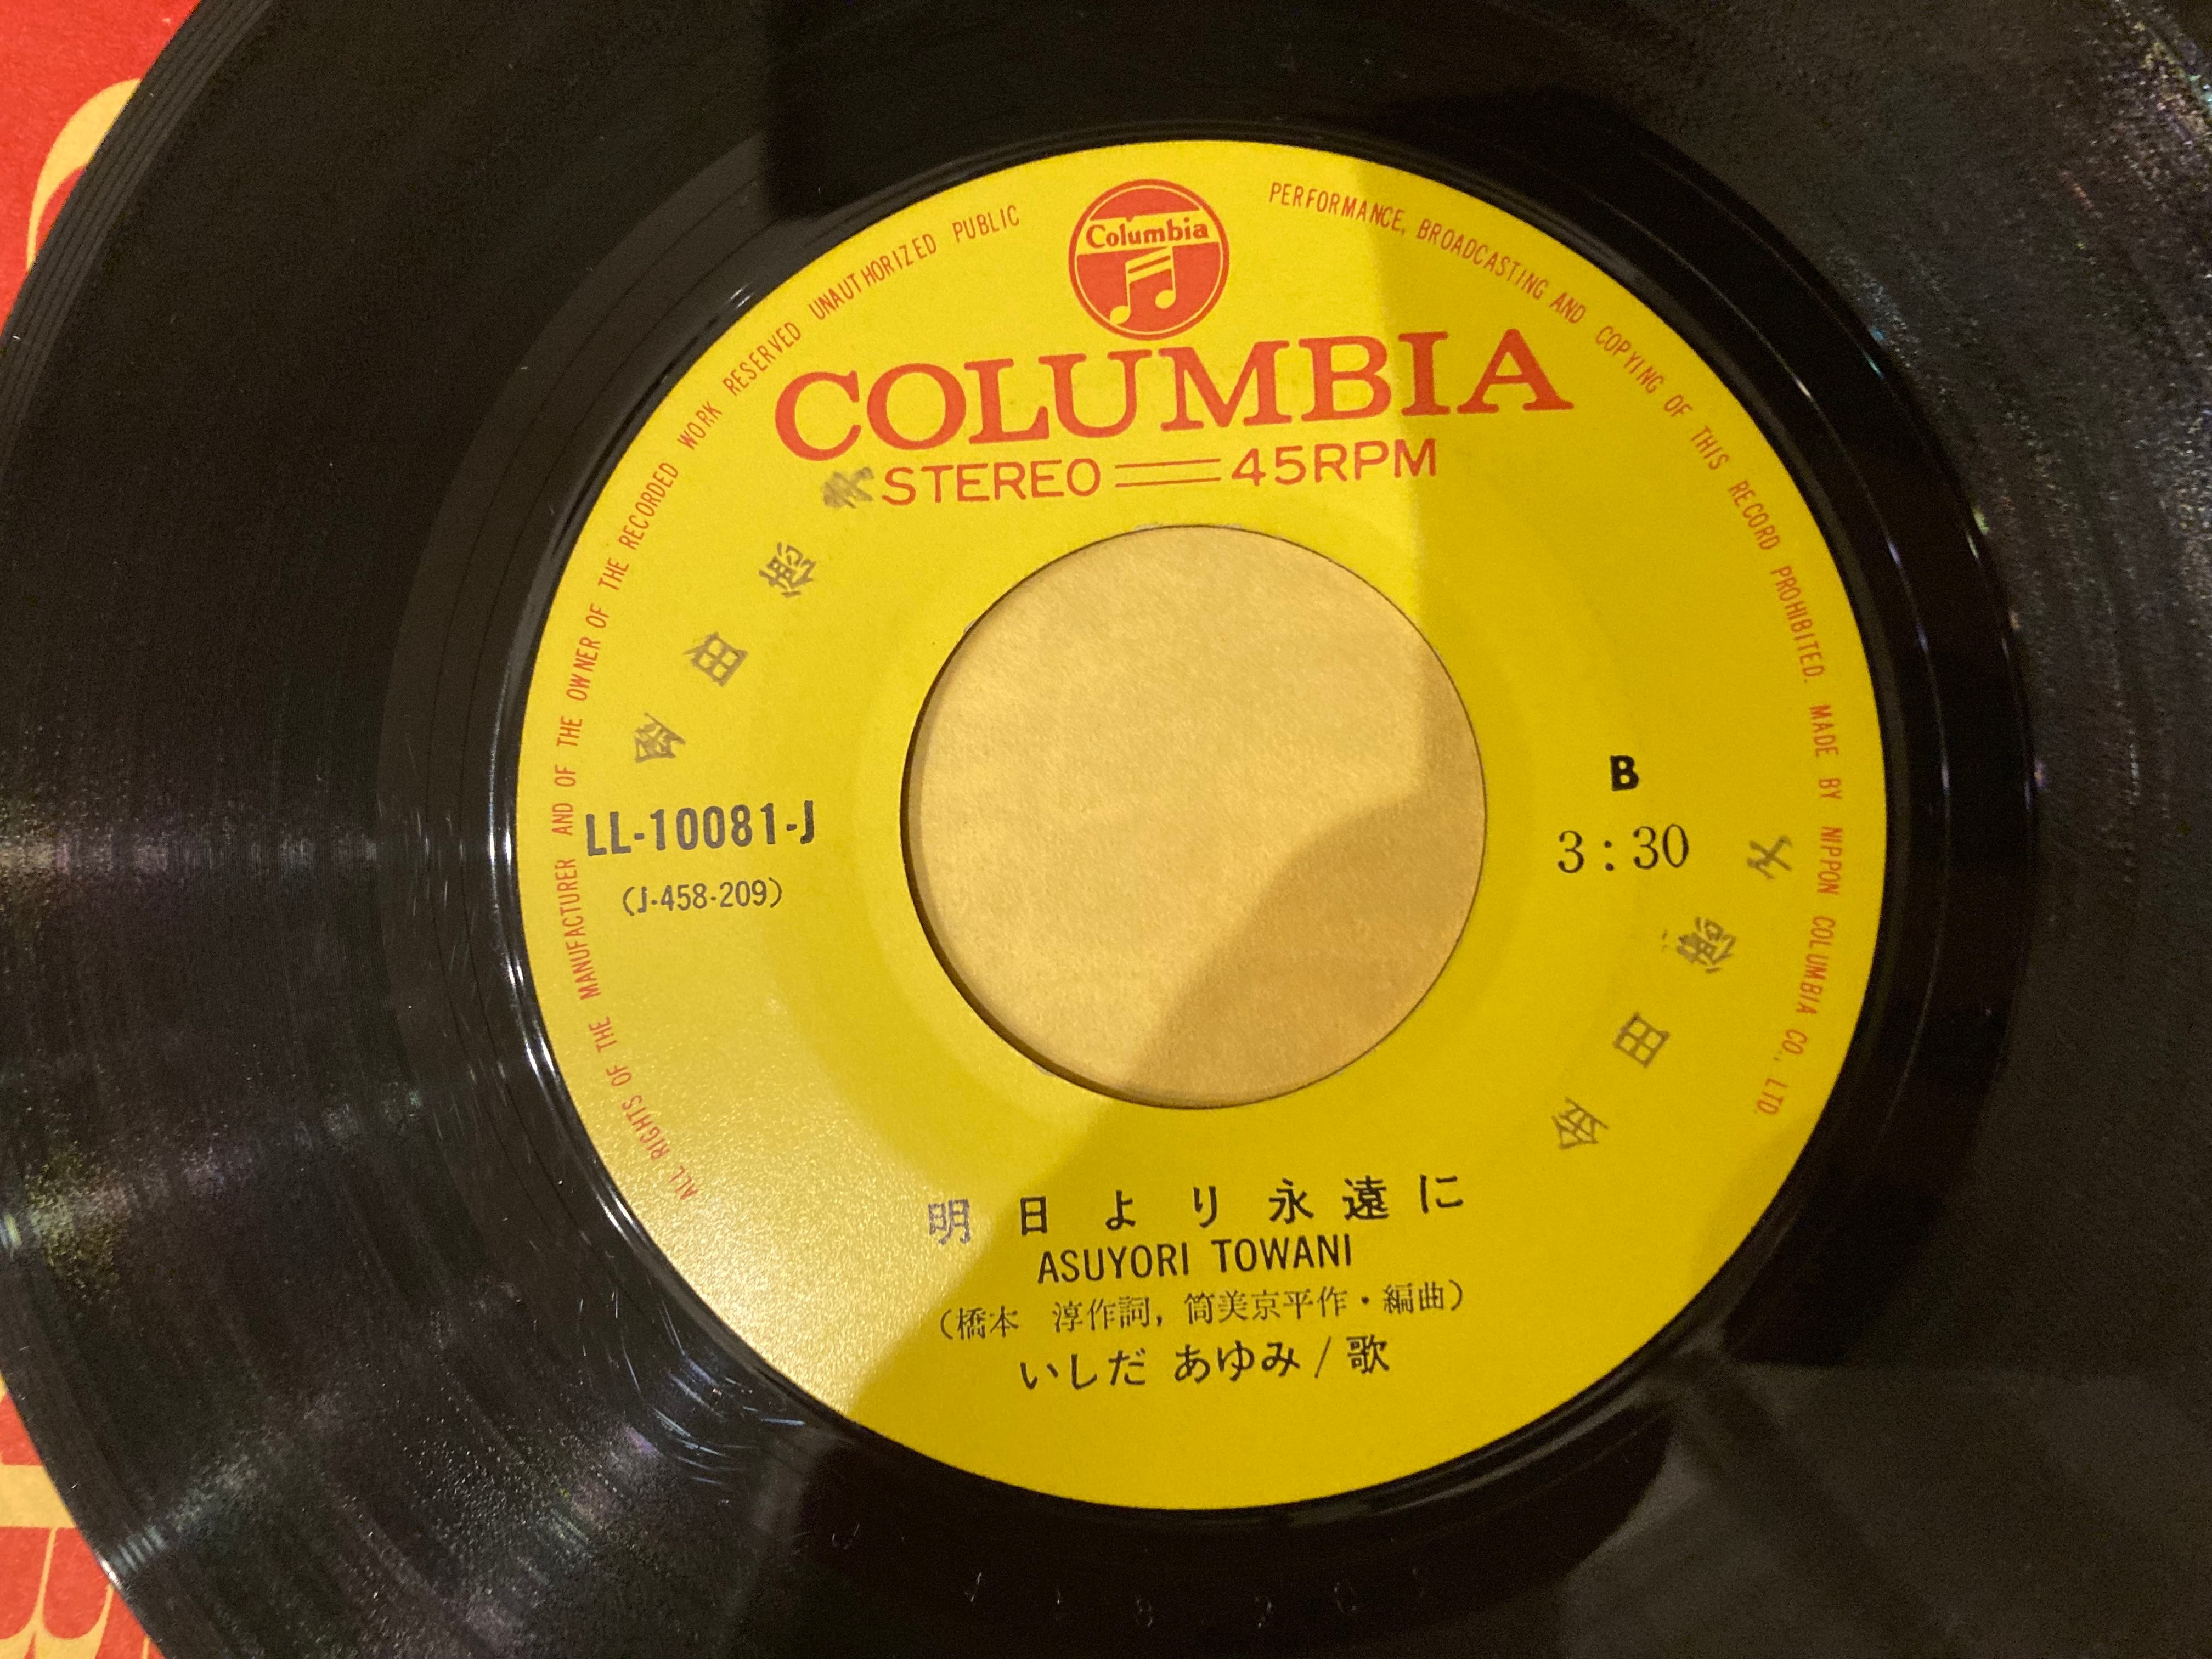 Columbia
COLUMBIA
STEREO 45RPM
LL-10081-J
(J-458-209)
B
3:30
明日より永遠に
ASUYORI TOWANI
(橋本 淳作詞, 筒美京平作・編曲)
いしだ あゆみ/歌
ALL RIGHTS OF THE MANUFACTURER AND OF THE OWNER OF THE RECORDED WORK RESERVED UNAUTHORIZED PUBLIC PERFORMANCE, BROADCASTING AND COPYING OF THIS RECORD PROHIBITED. MADE BY NIPPON COLUMBIA CO., LTD.